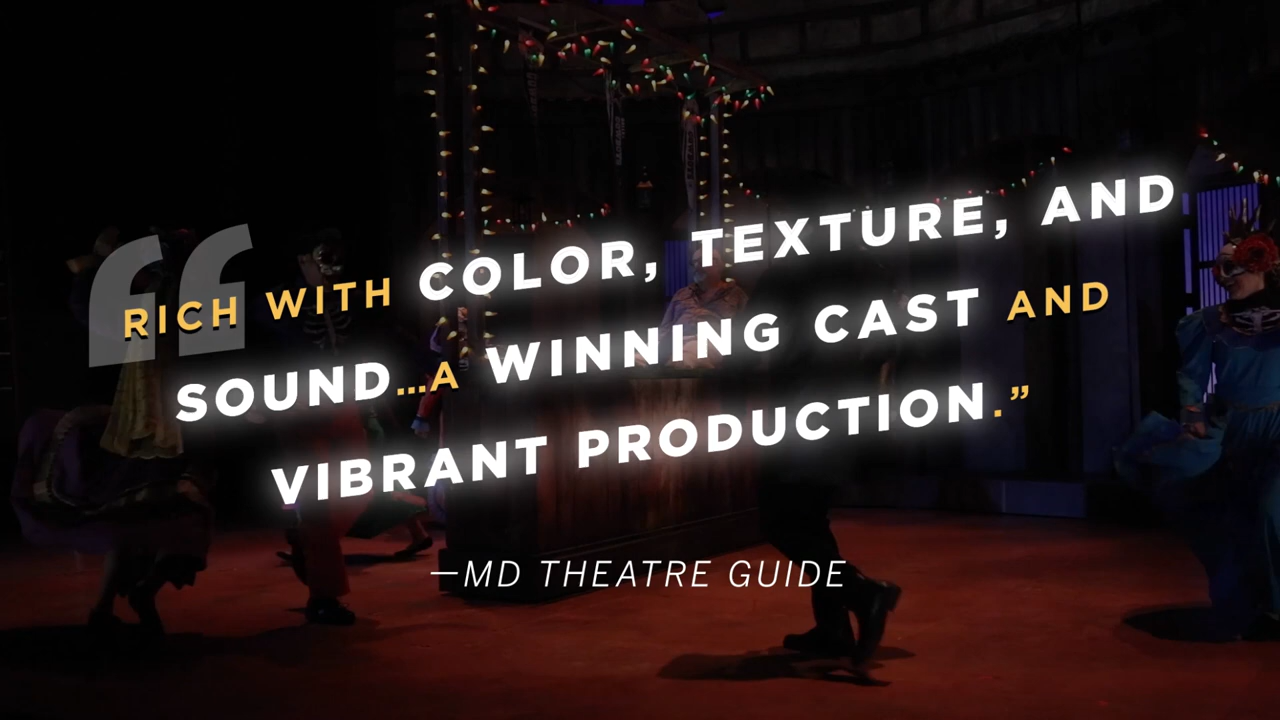 “RICH WITH COLOR, TEXTURE, AND
SOUND...A WINNING CAST AND
VIBRANT PRODUCTION.”
—MD THEATRE GUIDE